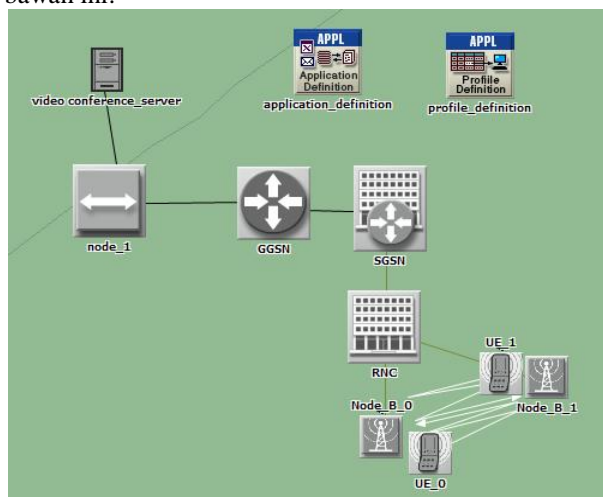 bawah ini.
APPL
Application
Definition
application_definition
APPL
Profile
Definition
profile_definition
video conference_server
node_1
GGSN
SGSN
RNC
UE_1
Node_B_0
Node_B_1
UE_0